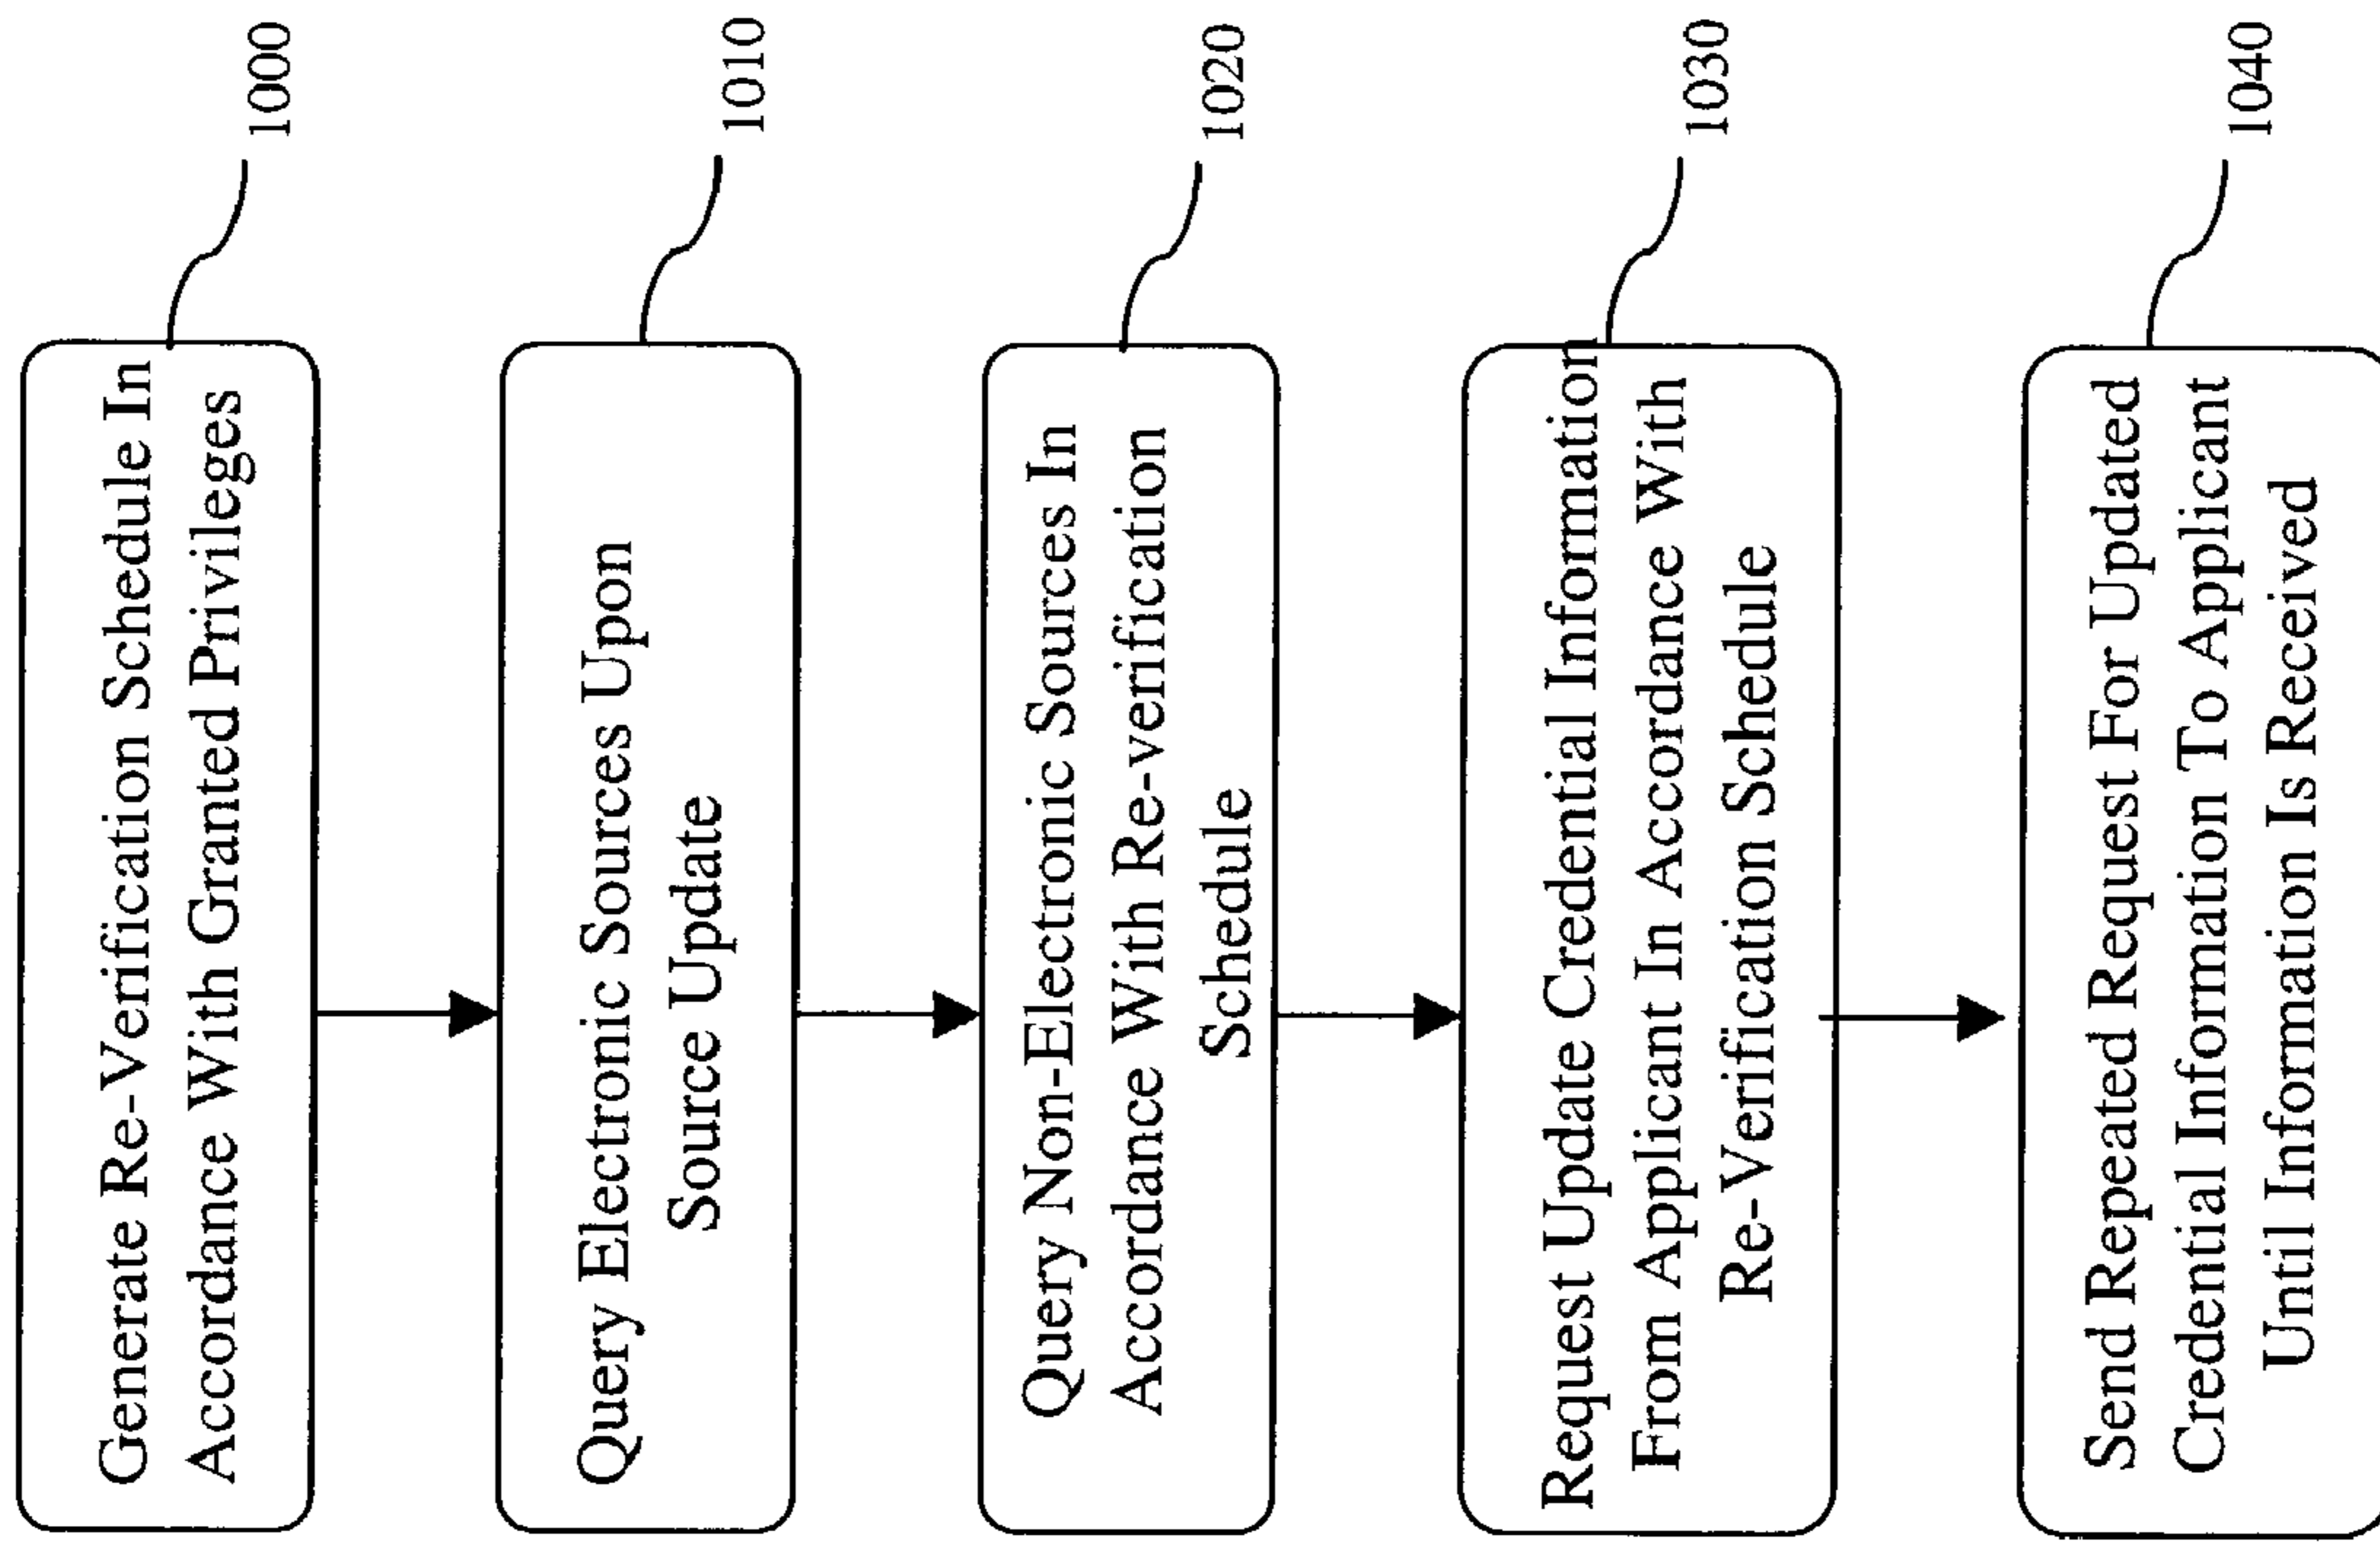 Generate Re-Verification Schedule In
Accordance With Granted Privileges
1000
Query Electronic Sources Upon
Source Update
1010
Query Non-Electronic Sources In
Accordance With Re-verification
Schedule
1020
Request Update Credential Information
From Applicant In Accordance With
Re-Verification Schedule
1030
Send Repeated Request For Updated
Credential Information To Applicant
Until Information Is Received
1040